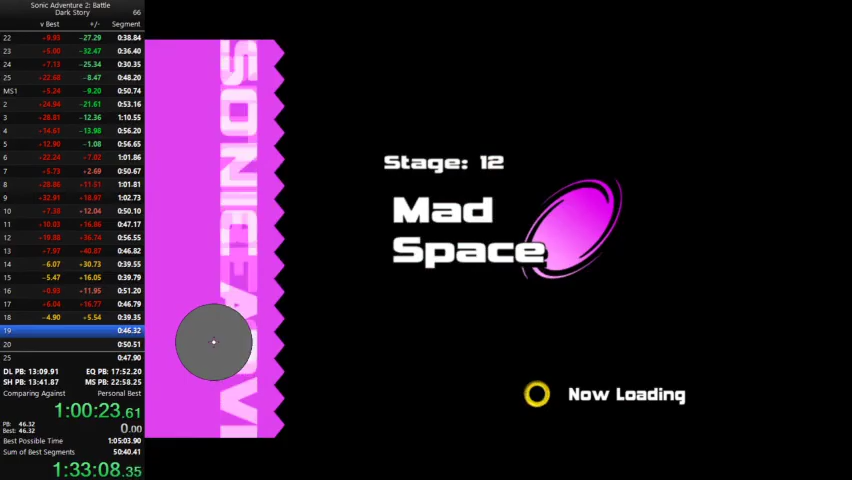 Sonic Adventure 2: Battle
Dark Story 66
v Best +/- Segment
22 +9.93 −27.29 0:38.84
23 +5.00 −32.47 0:36.40
24 +7.13 −25.34 0:30.35
25 +22.68 −8.47 0:48.20
MS1 +5.24 −9.20 0:50.74
2 +24.94 −21.61 0:53.16
3 +28.81 −12.36 1:10.55
4 +14.61 −13.98 0:56.20
5 +12.90 −1.08 0:56.65
6 +22.24 +7.02 1:01.86
7 +5.73 +2.69 0:50.67
8 +28.86 +11.51 1:01.81
9 +32.91 +18.97 1:02.73
10 +7.38 +12.04 0:50.10
11 +10.03 +16.86 0:47.17
12 +19.88 +36.74 0:56.55
13 +7.97 +40.87 0:46.82
14 −6.07 +30.73 0:39.55
15 −5.47 +16.05 0:39.79
16 +0.93 +11.95 0:51.20
17 +6.04 +16.77 0:46.79
18 −4.90 +5.54 0:39.35
19 0:46.32
20 0:50.51
25 0:47.90
DL PB: 13:09.91 EQ PB: 17:52.20
SH PB: 13:41.87 MS PB: 22:58.25
Comparing Against Personal Best
1:00:23.61
PB: 46.32
Best: 46.32
0.00
Best Possible Time 1:05:03.90
Sum of Best Segments 50:40.41
1:33:08.35
Stage: 12
Mad
Space
Now Loading